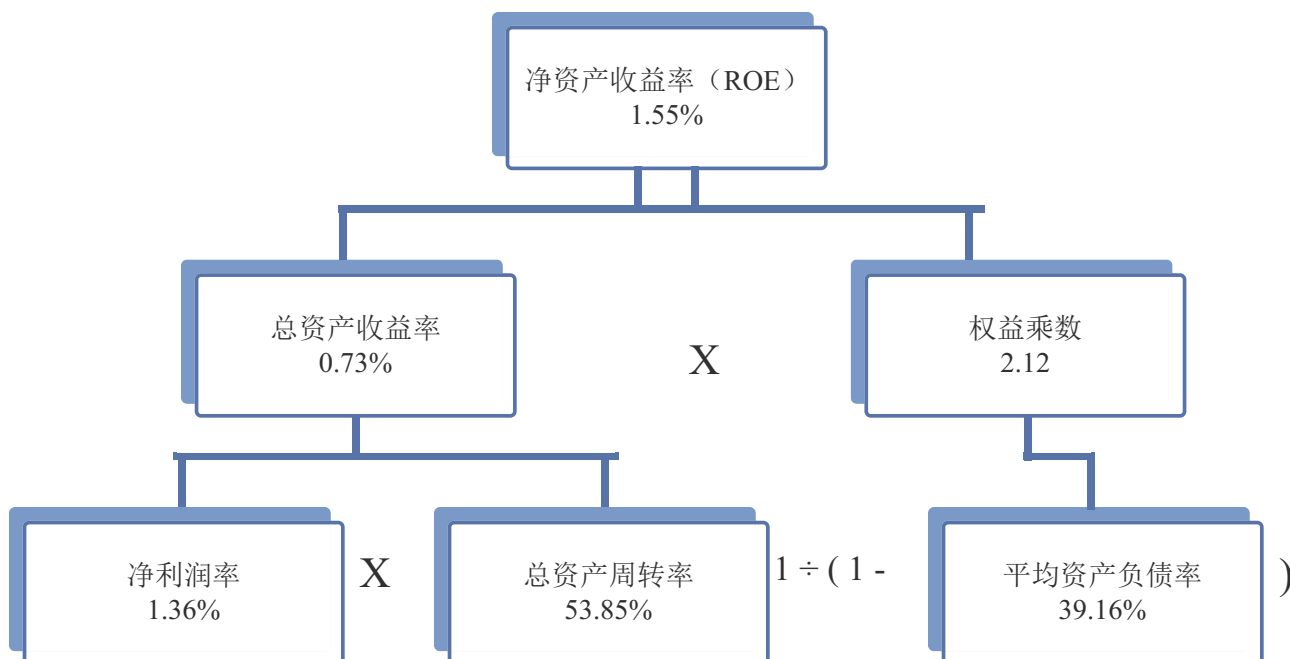 净资产收益率（ROE）
1.55%
总资产收益率
0.73%
X
权益乘数
2.12
净利润率
1.36%
X
总资产周转率
53.85%
1 ÷ ( 1 -
平均资产负债率
39.16%
)